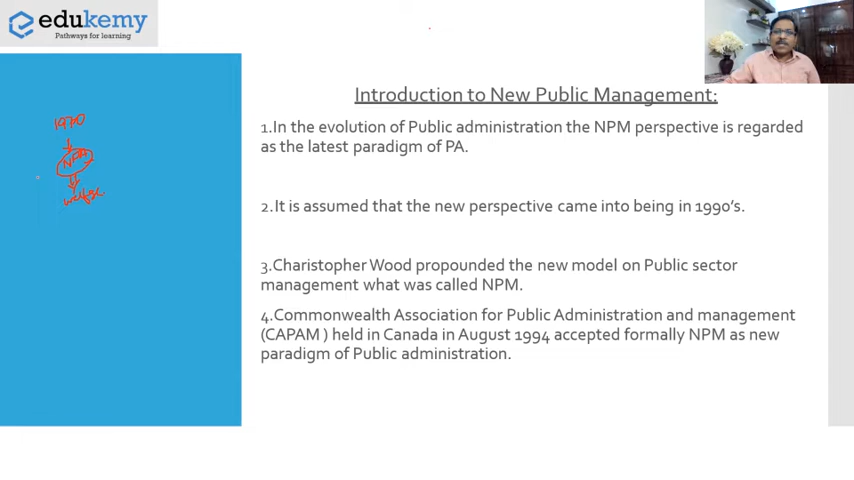 edukemy
Pathways for learning
Introduction to New Public Management:
1.In the evolution of Public administration the NPM perspective is regarded
as the latest paradigm of PA.
2.It is assumed that the new perspective came into being in 1990's.
3.Charistopher Wood propounded the new model on Public sector
management what was called NPM.
4.Commonwealth Association for Public Administration and management
(CAPAM ) held in Canada in August 1994 accepted formally NPM as new
paradigm of Public administration.
1970
NPA